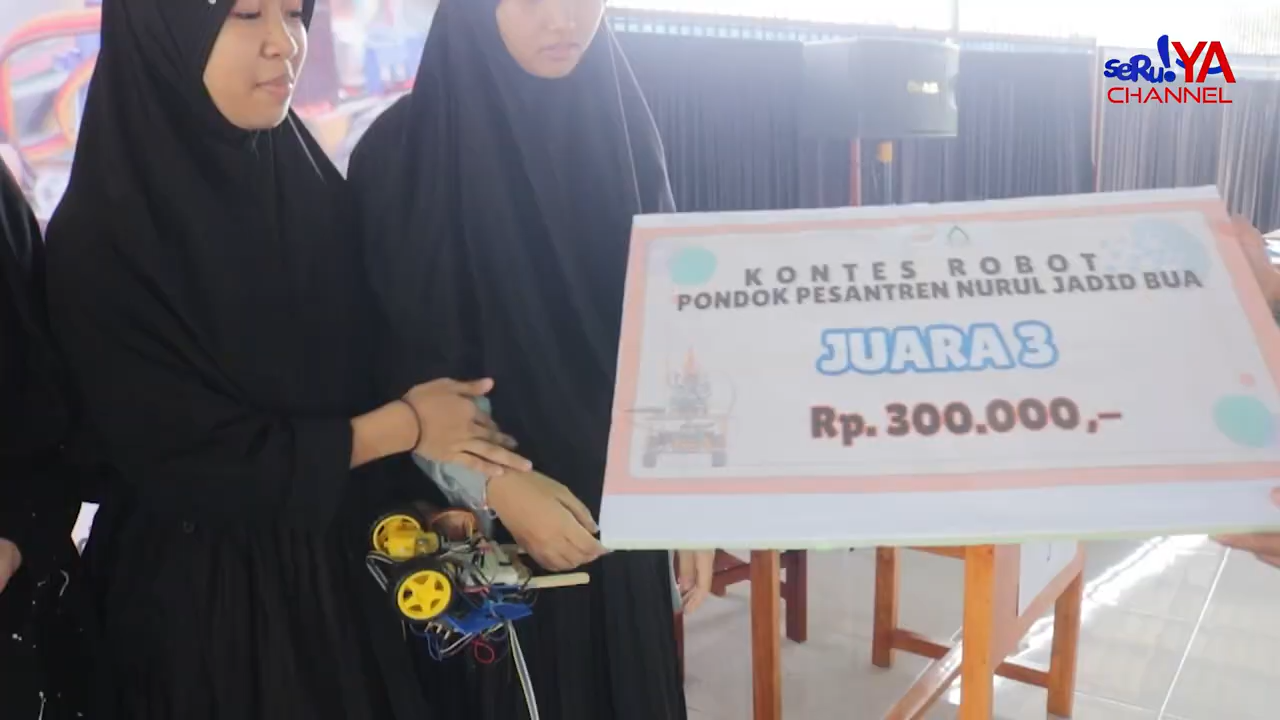 seRu!YA
CHANNEL
KONTES ROBOT
PONDOK PESANTREN NURUL JADID BUA
JUARA 3
Rp. 300.000,-